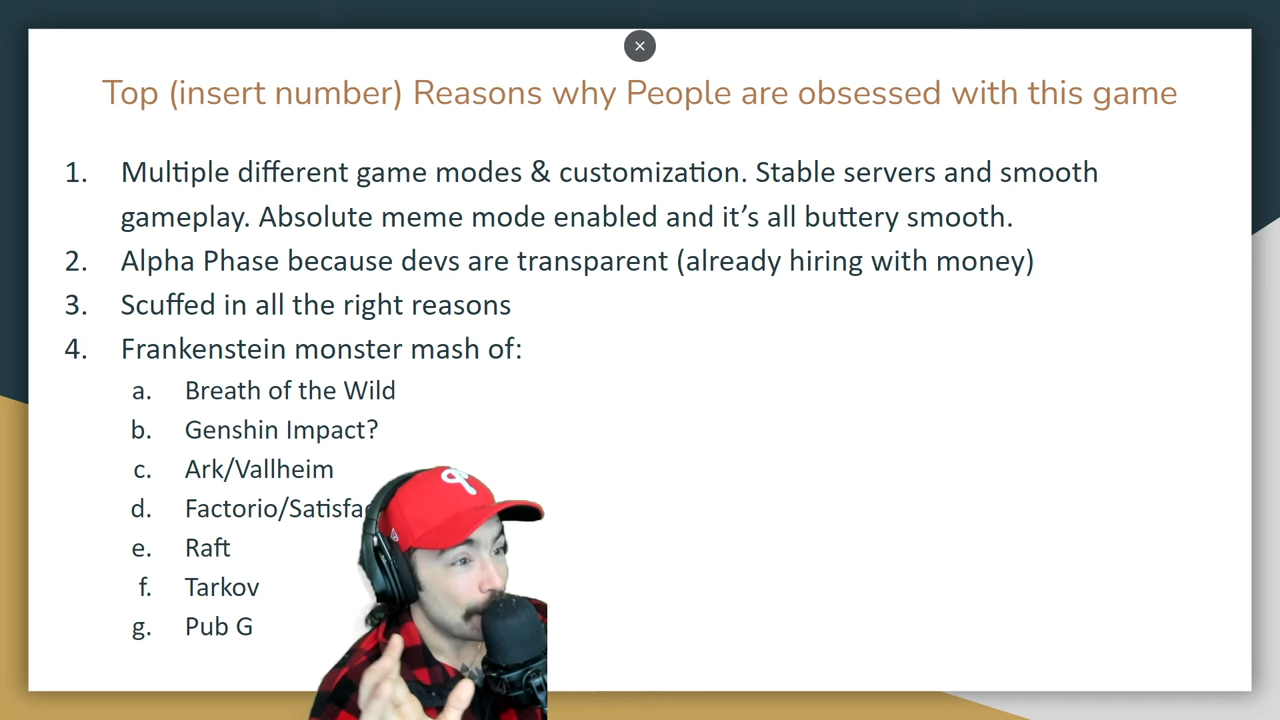 Top (insert number) Reasons why People are obsessed with this game
1. Multiple different game modes & customization. Stable servers and smooth
gameplay. Absolute meme mode enabled and it’s all buttery smooth.
2. Alpha Phase because devs are transparent (already hiring with money)
3. Scuffed in all the right reasons
4. Frankenstein monster mash of:
a. Breath of the Wild
b. Genshin Impact?
c. Ark/Vallheim
d. Factorio/
e. Raft
f. Tarkov
g. Pub G
P